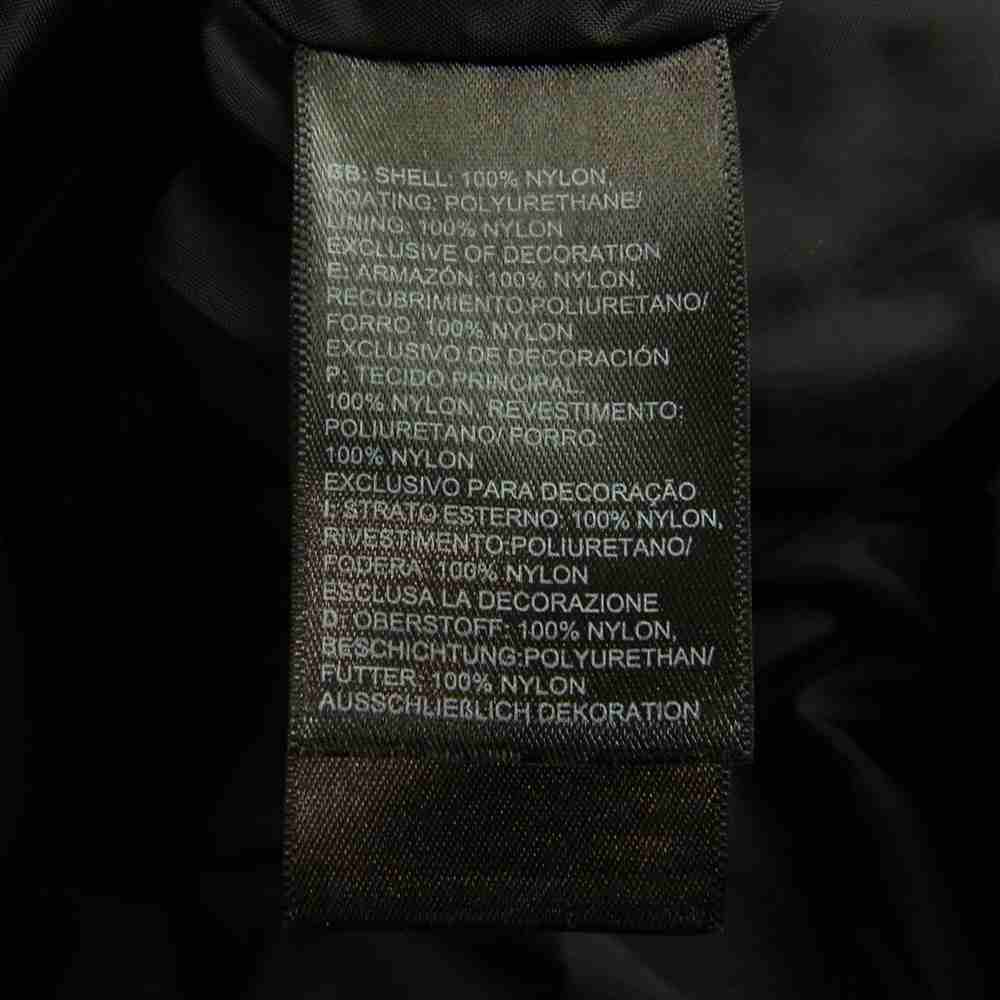 GB: SHELL: 100% NYLON,
COATING: POLYURETHANE/
LINING: 100% NYLON
EXCLUSIVE OF DECORATION
E: ARMAZÓN: 100% NYLON,
RECUBRIMIENTO:POLIURETANO/
FORRO: 100% NYLON
EXCLUSIVO DE DECORACIÓN
P: TECIDO PRINCIPAL:
100% NYLON, REVESTIMENTO:
POLIURETANO/ FORRO:
100% NYLON
EXCLUSIVO PARA DECORAÇÃO
I: STRATO ESTERNO: 100% NYLON,
RIVESTIMENTO:POLIURETANO/
FODERA: 100% NYLON
ESCLUSA LA DECORAZIONE
D: OBERSTOFF: 100% NYLON,
BESCHICHTUNG:POLYURETHAN/
FUTTER: 100% NYLON
AUSSCHLIEßLICH DEKORATION